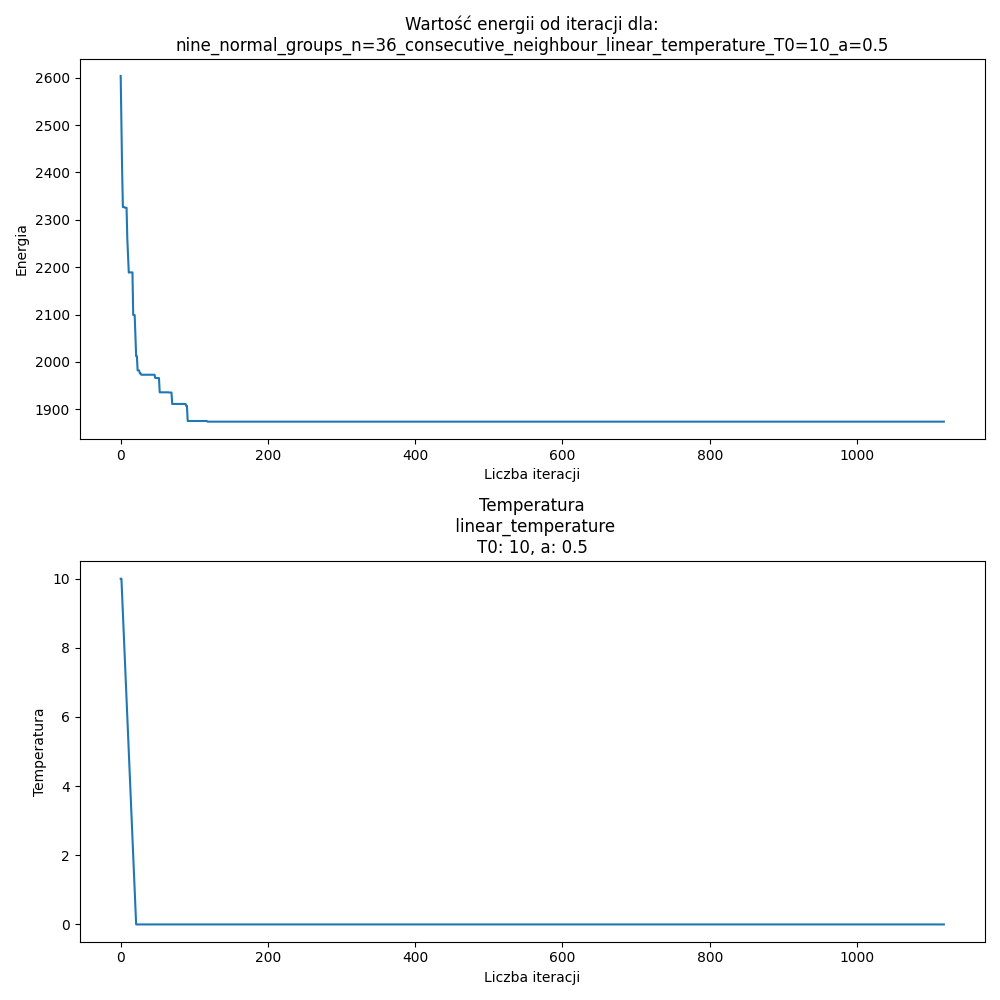 Wartość energii od iteracji dla:
nine_normal_groups_n=36_consecutive_neighbour_linear_temperature_T0=10_a=0.5
2600
2500
2400
2300
2200
2100
2000
1900
Energia
0 200 400 600 800 1000
Liczba iteracji
Temperatura
linear_temperature
T0: 10, a: 0.5
10
8
6
4
2
0
Temperatura
0 200 400 600 800 1000
Liczba iteracji